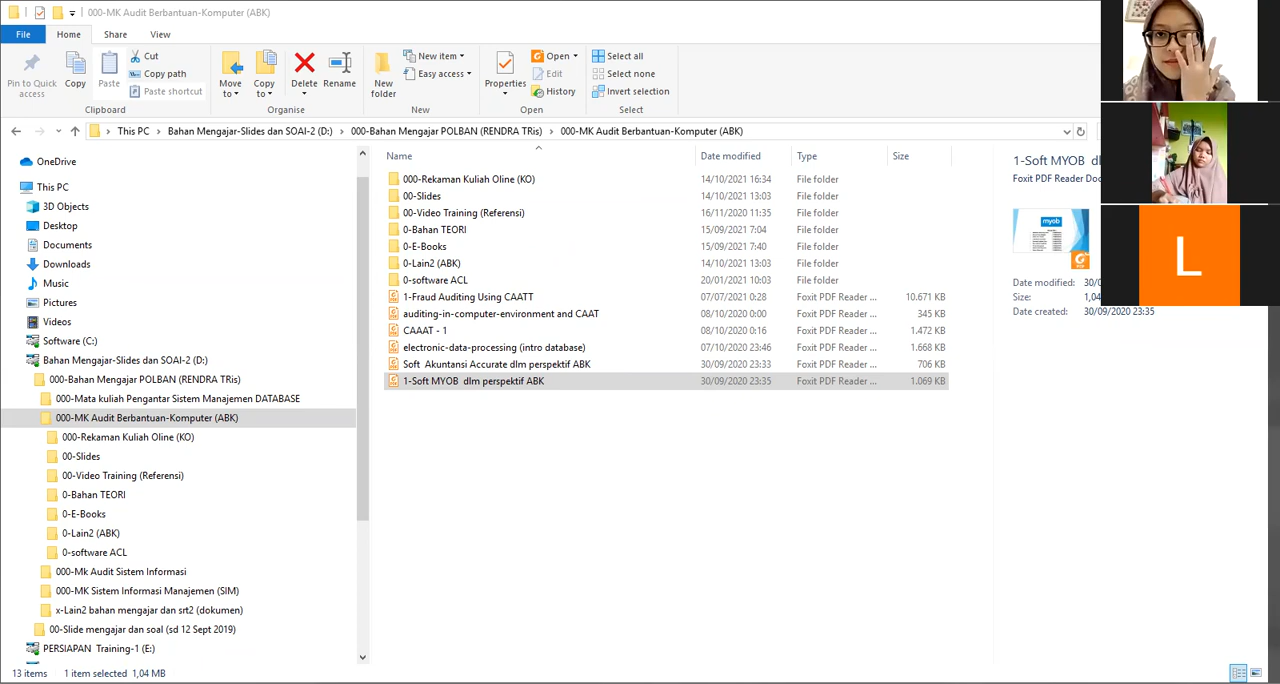 000-MK Audit Berbantuan-Komputer (ABK)
File Home Share View
Pin to Quick access
Copy
Paste
Cut
Copy path
Paste shortcut
Clipboard
Move to
Copy to
Delete
Rename
Organise
New folder
New item
Easy access
New
Properties
Open
Edit
History
Open
Select all
Select none
Invert selection
Select
This PC > Bahan Mengajar-Slides dan SOAI-2 (D:) > 000-Bahan Mengajar POLBAN (RENDRA TRis) > 000-MK Audit Berbantuan-Komputer (ABK)
OneDrive
This PC
3D Objects
Desktop
Documents
Downloads
Music
Pictures
Videos
Software (C:)
Bahan Mengajar-Slides dan SOAI-2 (D:)
000-Bahan Mengajar POLBAN (RENDRA TRis)
000-Mata kuliah Pengantar Sistem Manajemen DATABASE
000-MK Audit Berbantuan-Komputer (ABK)
000-Rekaman Kuliah Oline (KO)
00-Slides
00-Video Training (Referensi)
0-Bahan TEORI
0-E-Books
0-Lain2 (ABK)
0-software ACL
000-Mk Audit Sistem Informasi
000-MK Sistem Informasi Manajemen (SIM)
x-Lain2 bahan mengajar dan srt2 (dokumen)
00-Slide mengajar dan soal (sd 12 Sept 2019)
PERSIAPAN Training-1 (E:)
Name Date modified Type Size
000-Rekaman Kuliah Oline (KO) 14/10/2021 16:34 File folder
00-Slides 14/10/2021 13:03 File folder
00-Video Training (Referensi) 16/11/2020 11:35 File folder
0-Bahan TEORI 15/09/2021 7:04 File folder
0-E-Books 15/09/2021 7:40 File folder
0-Lain2 (ABK) 14/10/2021 13:03 File folder
0-software ACL 20/01/2021 10:03 File folder
1-Fraud Auditing Using CAATT 07/07/2021 0:28 Foxit PDF Reader ... 10.671 KB
auditing-in-computer-environment and CAAT 08/10/2020 0:00 Foxit PDF Reader ... 345 KB
CAAAT - 1 08/10/2020 0:16 Foxit PDF Reader ... 1.472 KB
electronic-data-processing (intro database) 07/10/2020 23:46 Foxit PDF Reader ... 1.668 KB
Soft Akuntansi Accurate dlm perspektif ABK 30/09/2020 23:33 Foxit PDF Reader ... 706 KB
1-Soft MYOB dlm perspektif ABK 30/09/2020 23:35 Foxit PDF Reader ... 1.069 KB
1-Soft MYOB dl
Foxit PDF Reader Doc
myob
Date modified: 30/0
Size: 1,04
Date created: 30/09/2020 23:35
L
13 items 1 item selected 1,04 MB